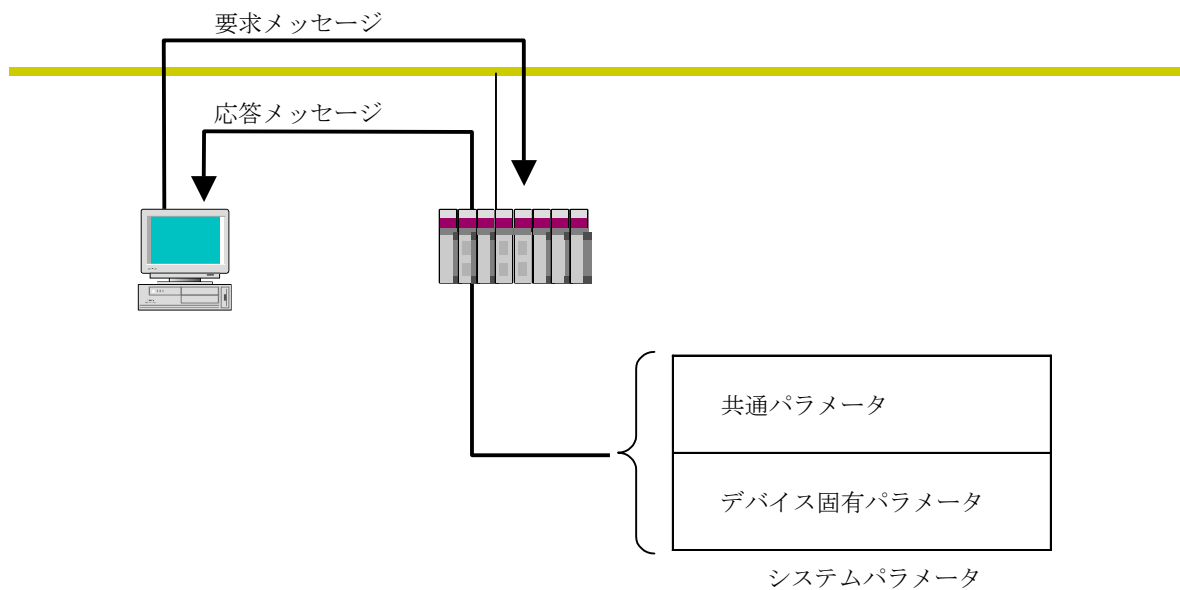 要求メッセージ
応答メッセージ
共通パラメータ
デバイス固有パラメータ
システムパラメータ